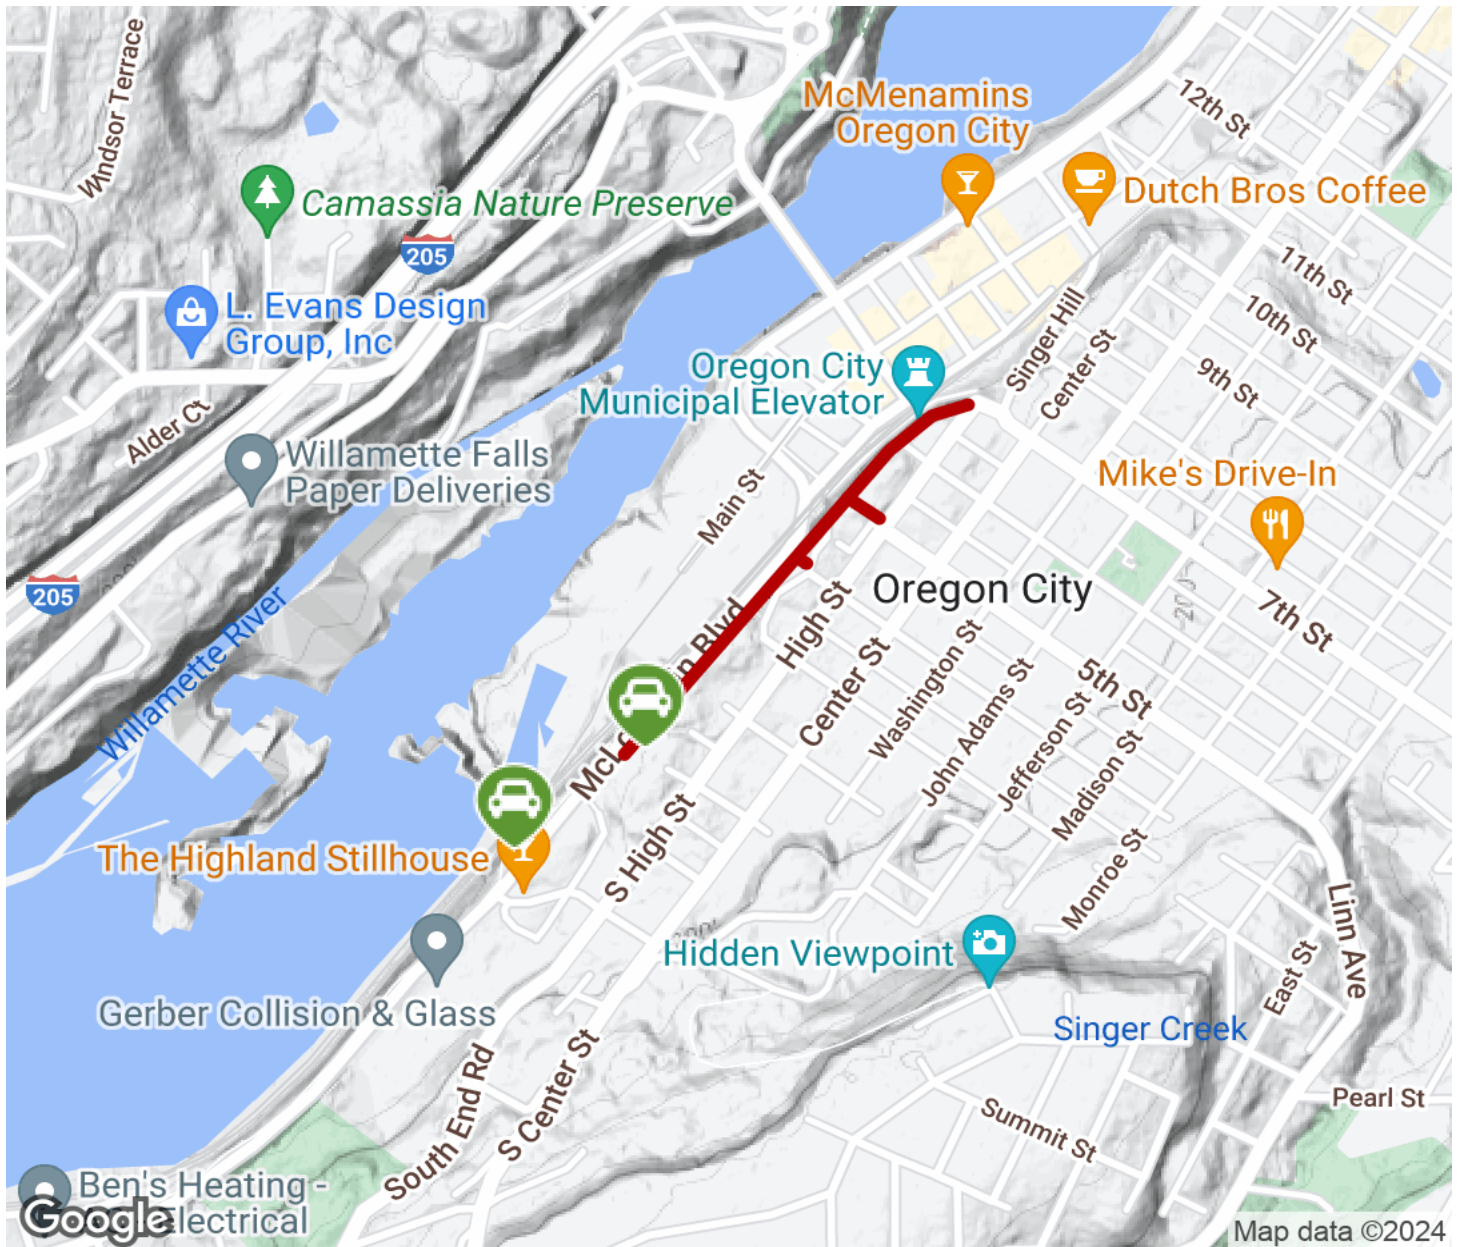 Windsor Terrace
McMenamins
Oregon City
12th St
Dutch Bros Coffee
Camassia Nature Preserve
205
11th St
L. Evans Design
Group, Inc
Singer Hill
10th St
Center St
9th St
Oregon City
Municipal Elevator
Alder Ct
Willamette Falls
Paper Deliveries
Main St
Mike's Drive-In
205
Willamette River
Oregon City
High St
7th St
Center St
Washington St
5th St
John Adams St
Jefferson St
Madison St
Blvd
The Highland Stillhouse
S High St
Monroe St
Linn Ave
Hidden Viewpoint
East St
Gerber Collision & Glass
Singer Creek
South End Rd
S Center St
Pearl St
Summit St
Ben's Heating -
Electrical
Google
Map data ©2024